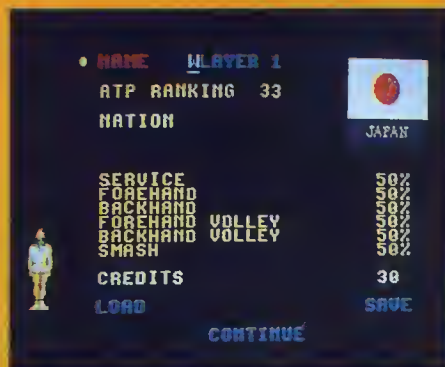 NAME WLAYER 1
ATP RANKING 33
NATION
JAPAN
SERVICE 50%
FOREHAND 50%
BACKHAND 50%
FOREHAND VOLLEY 50%
BACKHAND VOLLEY 50%
SMASH 50%
CREDITS 30
LOAD SAVE
CONTINUE